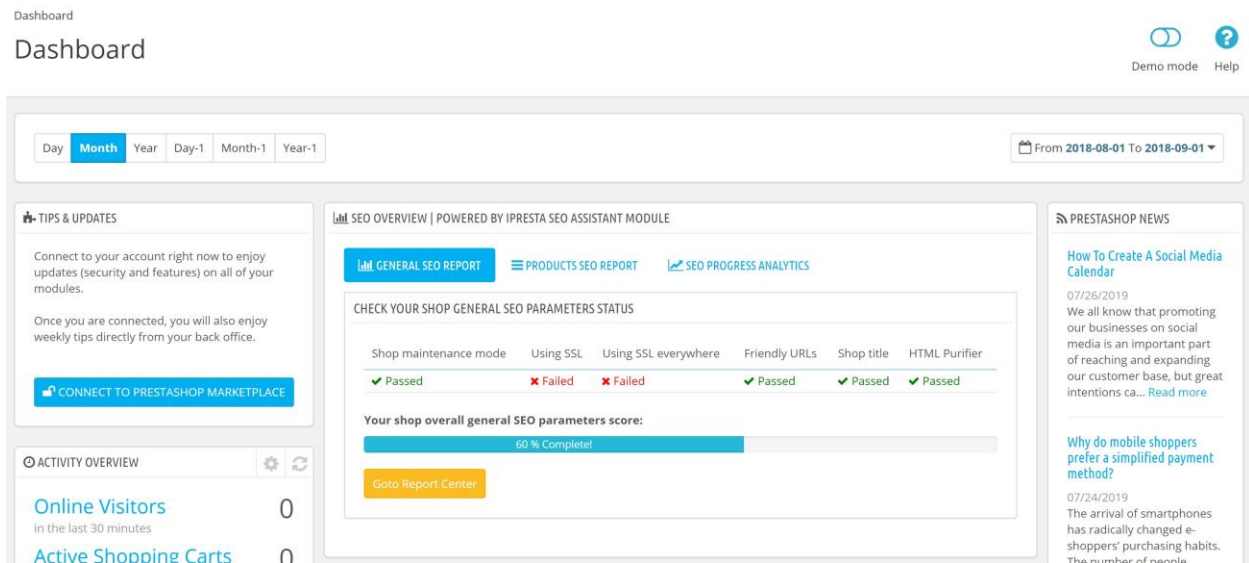 Dashboard
Dashboard
Demo mode Help
Day Month Year Day-1 Month-1 Year-1
From 2018-08-01 To 2018-09-01
TIPS & UPDATES
Connect to your account right now to enjoy
updates (security and features) on all of your
modules.
Once you are connected, you will also enjoy
weekly tips directly from your back office.
CONNECT TO PRESTASHOP MARKETPLACE
ACTIVITY OVERVIEW
Online Visitors 0
in the last 30 minutes
Active Shopping Carts 0
SEO OVERVIEW | POWERED BY IPRESTA SEO ASSISTANT MODULE
GENERAL SEO REPORT PRODUCTS SEO REPORT SEO PROGRESS ANALYTICS
CHECK YOUR SHOP GENERAL SEO PARAMETERS STATUS
Shop maintenance mode Using SSL Using SSL everywhere Friendly URLs Shop title HTML Purifier
Passed Failed Failed Passed Passed Passed
Your shop overall general SEO parameters score:
60 % Complete!
Goto Report Center
PRESTASHOP NEWS
How To Create A Social Media
Calendar
07/26/2019
We all know that promoting
our businesses on social
media is an important part
of reaching and expanding
our customer base, but great
intentions ca... Read more
Why do mobile shoppers
prefer a simplified payment
method?
07/24/2019
The arrival of smartphones
has radically changed e-
shoppers' purchasing habits.
The number of people